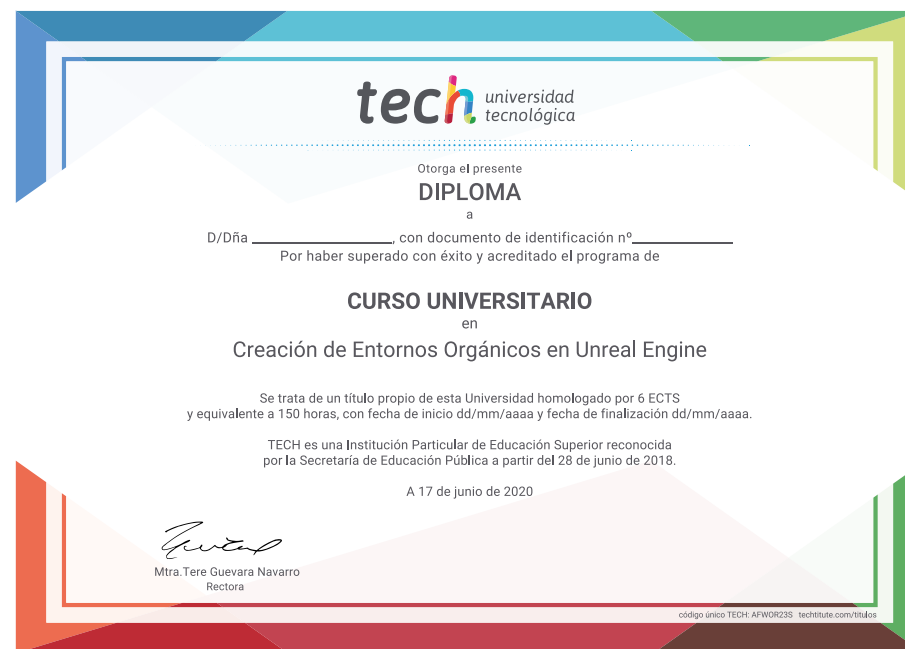 tech universidad
tecnológica
Otorga el presente
DIPLOMA
a
D/Dña ____________________, con documento de identificación nº______________
Por haber superado con éxito y acreditado el programa de
CURSO UNIVERSITARIO
en
Creación de Entornos Orgánicos en Unreal Engine
Se trata de un título propio de esta Universidad homologado por 6 ECTS
y equivalente a 150 horas, con fecha de inicio dd/mm/aaaa y fecha de finalización dd/mm/aaaa.
TECH es una Institución Particular de Educación Superior reconocida
por la Secretaría de Educación Pública a partir del 28 de junio de 2018.
A 17 de junio de 2020
Mtra.Tere Guevara Navarro
Rectora
código único TECH: AFWOR23S techtitute.com/titulos